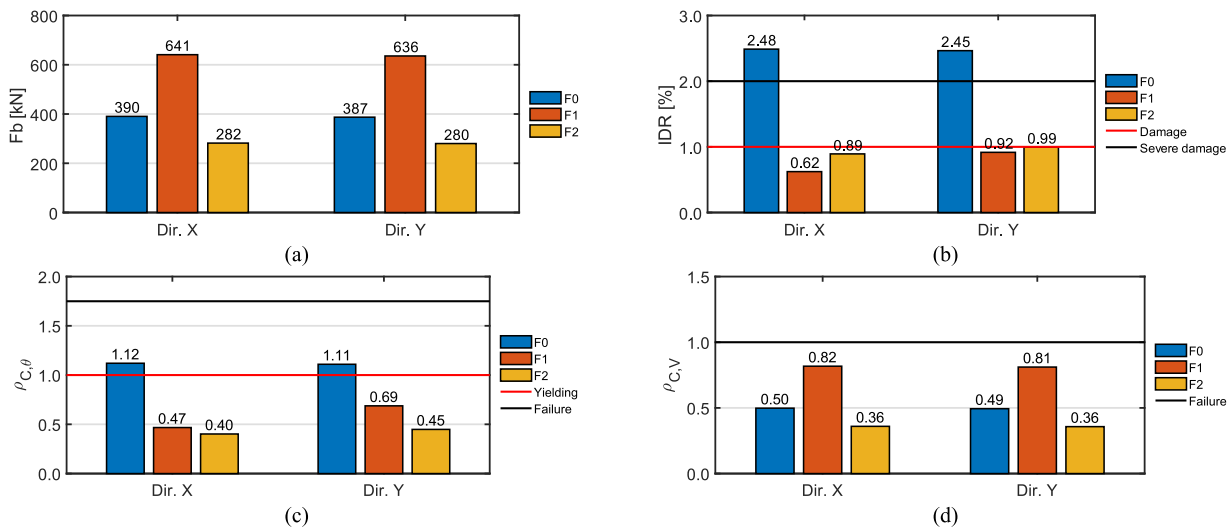 800
600
400
200
0
Fb [kN]
390
641
282
387
636
280
Dir. X
Dir. Y
F0
F1
F2
(a)
3.0
2.0
1.0
0.0
IDR [%]
2.48
0.62
0.89
2.45
0.92
0.99
Dir. X
Dir. Y
F0
F1
F2
Damage
Severe damage
(b)
2.0
1.5
1.0
0.5
0.0
ρC,θ
1.12
0.47
0.40
1.11
0.69
0.45
Dir. X
Dir. Y
F0
F1
F2
Yielding
Failure
(c)
1.5
1.0
0.5
0.0
ρC,V
0.50
0.82
0.36
0.49
0.81
0.36
Dir. X
Dir. Y
F0
F1
F2
Failure
(d)